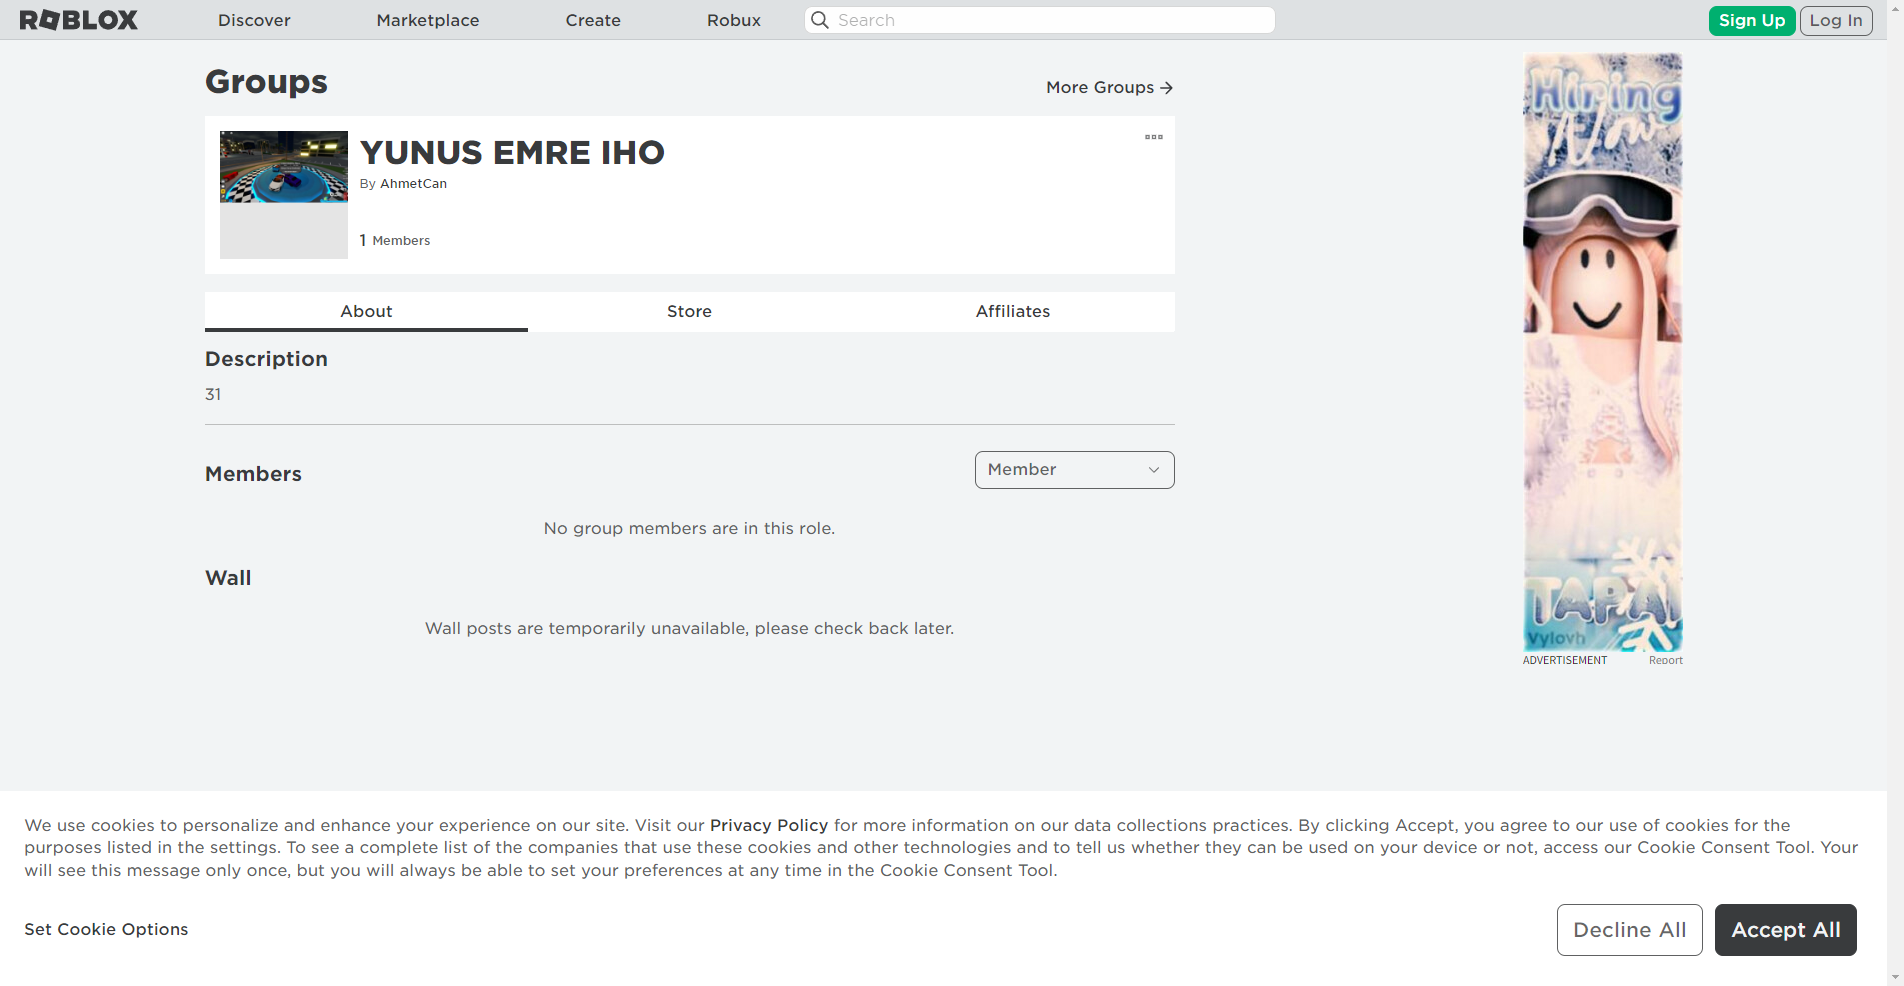 ROBLOX
Discover
Marketplace
Create
Robux
Search
Sign Up
Log In
Groups
More Groups
YUNUS EMRE IHO
By AhmetCan
1 Members
About
Store
Affiliates
Description
31
Members
Member
No group members are in this role.
Wall
Wall posts are temporarily unavailable, please check back later.
Hiring
Now
TAPAI
Vylovh
ADVERTISEMENT
Report
We use cookies to personalize and enhance your experience on our site. Visit our Privacy Policy for more information on our data collections practices. By clicking Accept, you agree to our use of cookies for the
purposes listed in the settings. To see a complete list of the companies that use these cookies and other technologies and to tell us whether they can be used on your device or not, access our Cookie Consent Tool. Your
will see this message only once, but you will always be able to set your preferences at any time in the Cookie Consent Tool.
Set Cookie Options
Decline All
Accept All